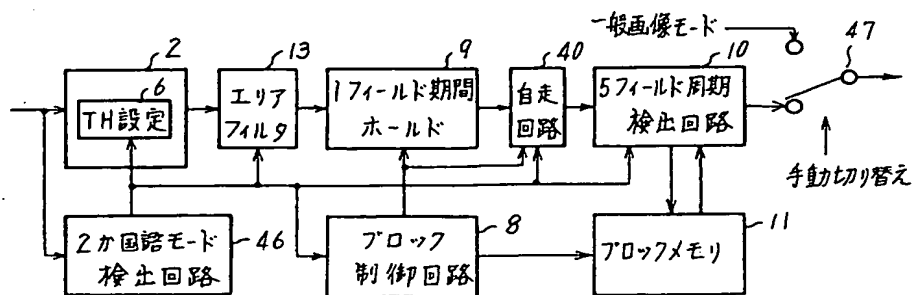 一般画像モード
47
2
13
9
40
10
6
TH設定
エリア
フィルタ
1フィールド期間
ホールド
自走
回路
5フィールド周期
検出回路
手動切り替え
2か国語モード
検出回路
46
ブロック
制御回路
8
ブロックメモリ
11